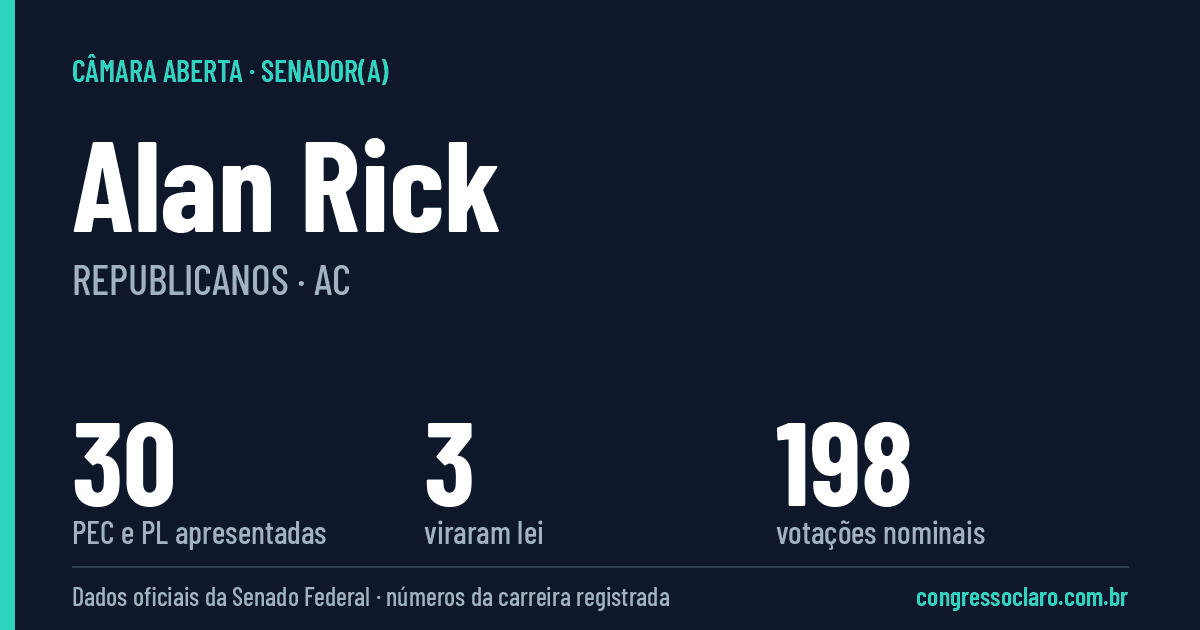 CÂMARA ABERTA · SENADOR(A)
Alan Rick
REPUBLICANOS · AC
30 3 198
PEC e PL apresentadas viraram lei votações nominais
Dados oficiais da Senado Federal · números da carreira registrada congressoclaro.com.br